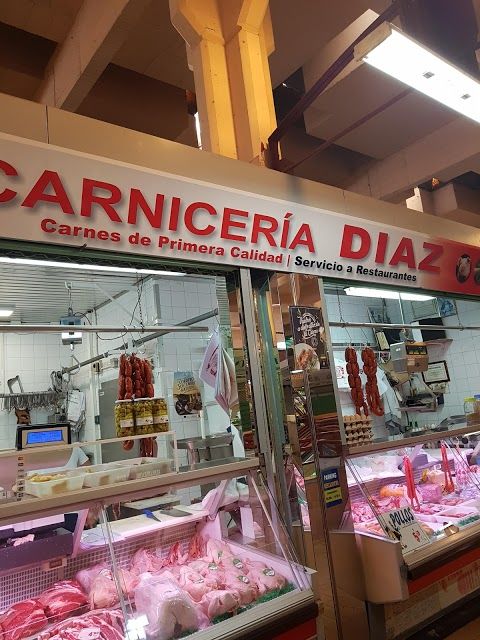 CARNICERÍA DIAZ
Carnes de Primera Calidad | Servicio a Restaurantes
POLLOS